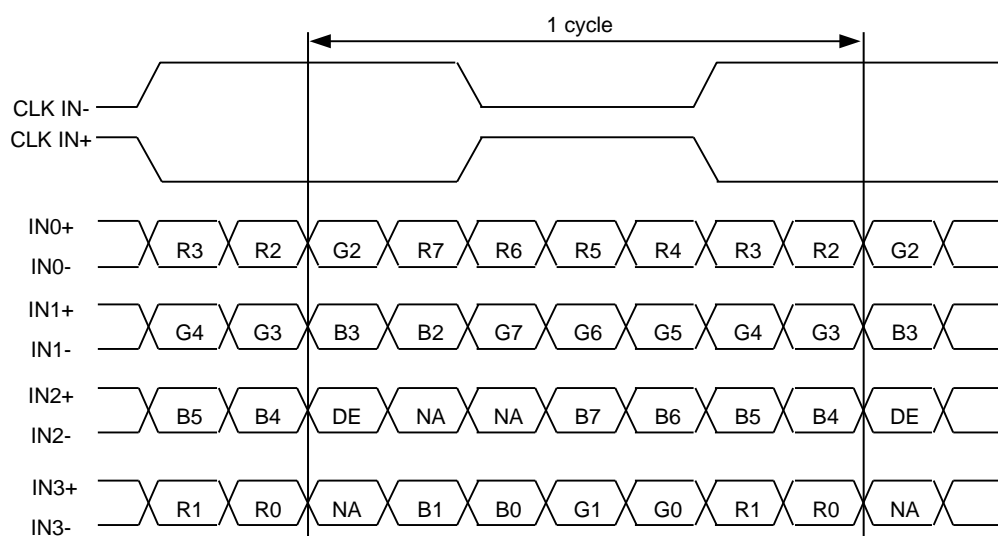 1 cycle
CLK IN-
CLK IN+
IN0+
IN0-
R3 R2 G2 R7 R6 R5 R4 R3 R2 G2
IN1+
IN1-
G4 G3 B3 B2 G7 G6 G5 G4 G3 B3
IN2+
IN2-
B5 B4 DE NA NA B7 B6 B5 B4 DE
IN3+
IN3-
R1 R0 NA B1 B0 G1 G0 R1 R0 NA